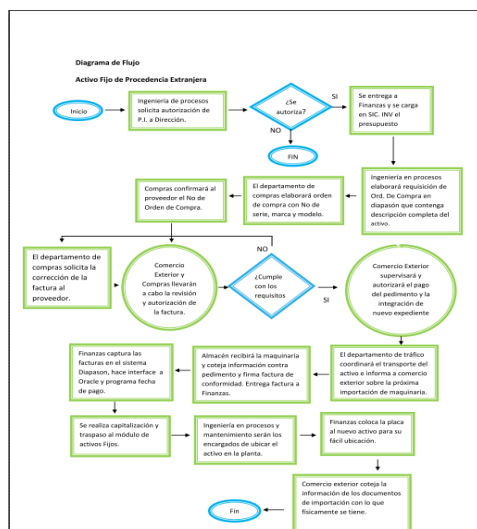 Diagrama de Flujo
Activo Fijo de Procedencia Extranjera
Inicio
Ingeniería de procesos
solicita autorización de
P.I. a Dirección.
¿Se
autoriza?
SI
NO
FIN
Se entrega a
Finanzas y se carga
en SIC. INV el
presupuesto
Ingeniería en procesos
elaborará requisición de
Ord. De Compra en
diapasón que contenga
descripción completa del
activo.
El departamento de
compras elaborará orden
de compra con No de
serie, marca y modelo.
Compras confirmará al
proveedor el No de
Orden de Compra.
El departamento de
compras solicita la
corrección de la
factura al
proveedor.
Comercio
Exterior y
Compras llevarán
a cabo la revisión
y autorización de
la factura.
NO
¿Cumple
con los
requisitos
SI
Comercio Exterior
supervisará y
autorizará el pago
del pedimento y la
integración de
nuevo expediente
El departamento de tráfico
coordinará el transporte del
activo e informa a comercio
exterior sobre la próxima
importación de maquinaria.
Almacén recibirá la maquinaria
y coteja información contra
pedimento y firma factura de
conformidad. Entrega factura a
Finanzas.
Finanzas captura las
facturas en el sistema
Diapason, hace interface a
Oracle y programa fecha
de pago.
Se realiza capitalización y
traspaso al módulo de
activos Fijos.
Ingeniería en procesos y
mantenimiento serán los
encargados de ubicar el
activo en la planta.
Finanzas coloca la placa
al nuevo activo para su
fácil ubicación.
Comercio exterior coteja la
información de los documentos
de importación con lo que
físicamente se tiene.
Fin